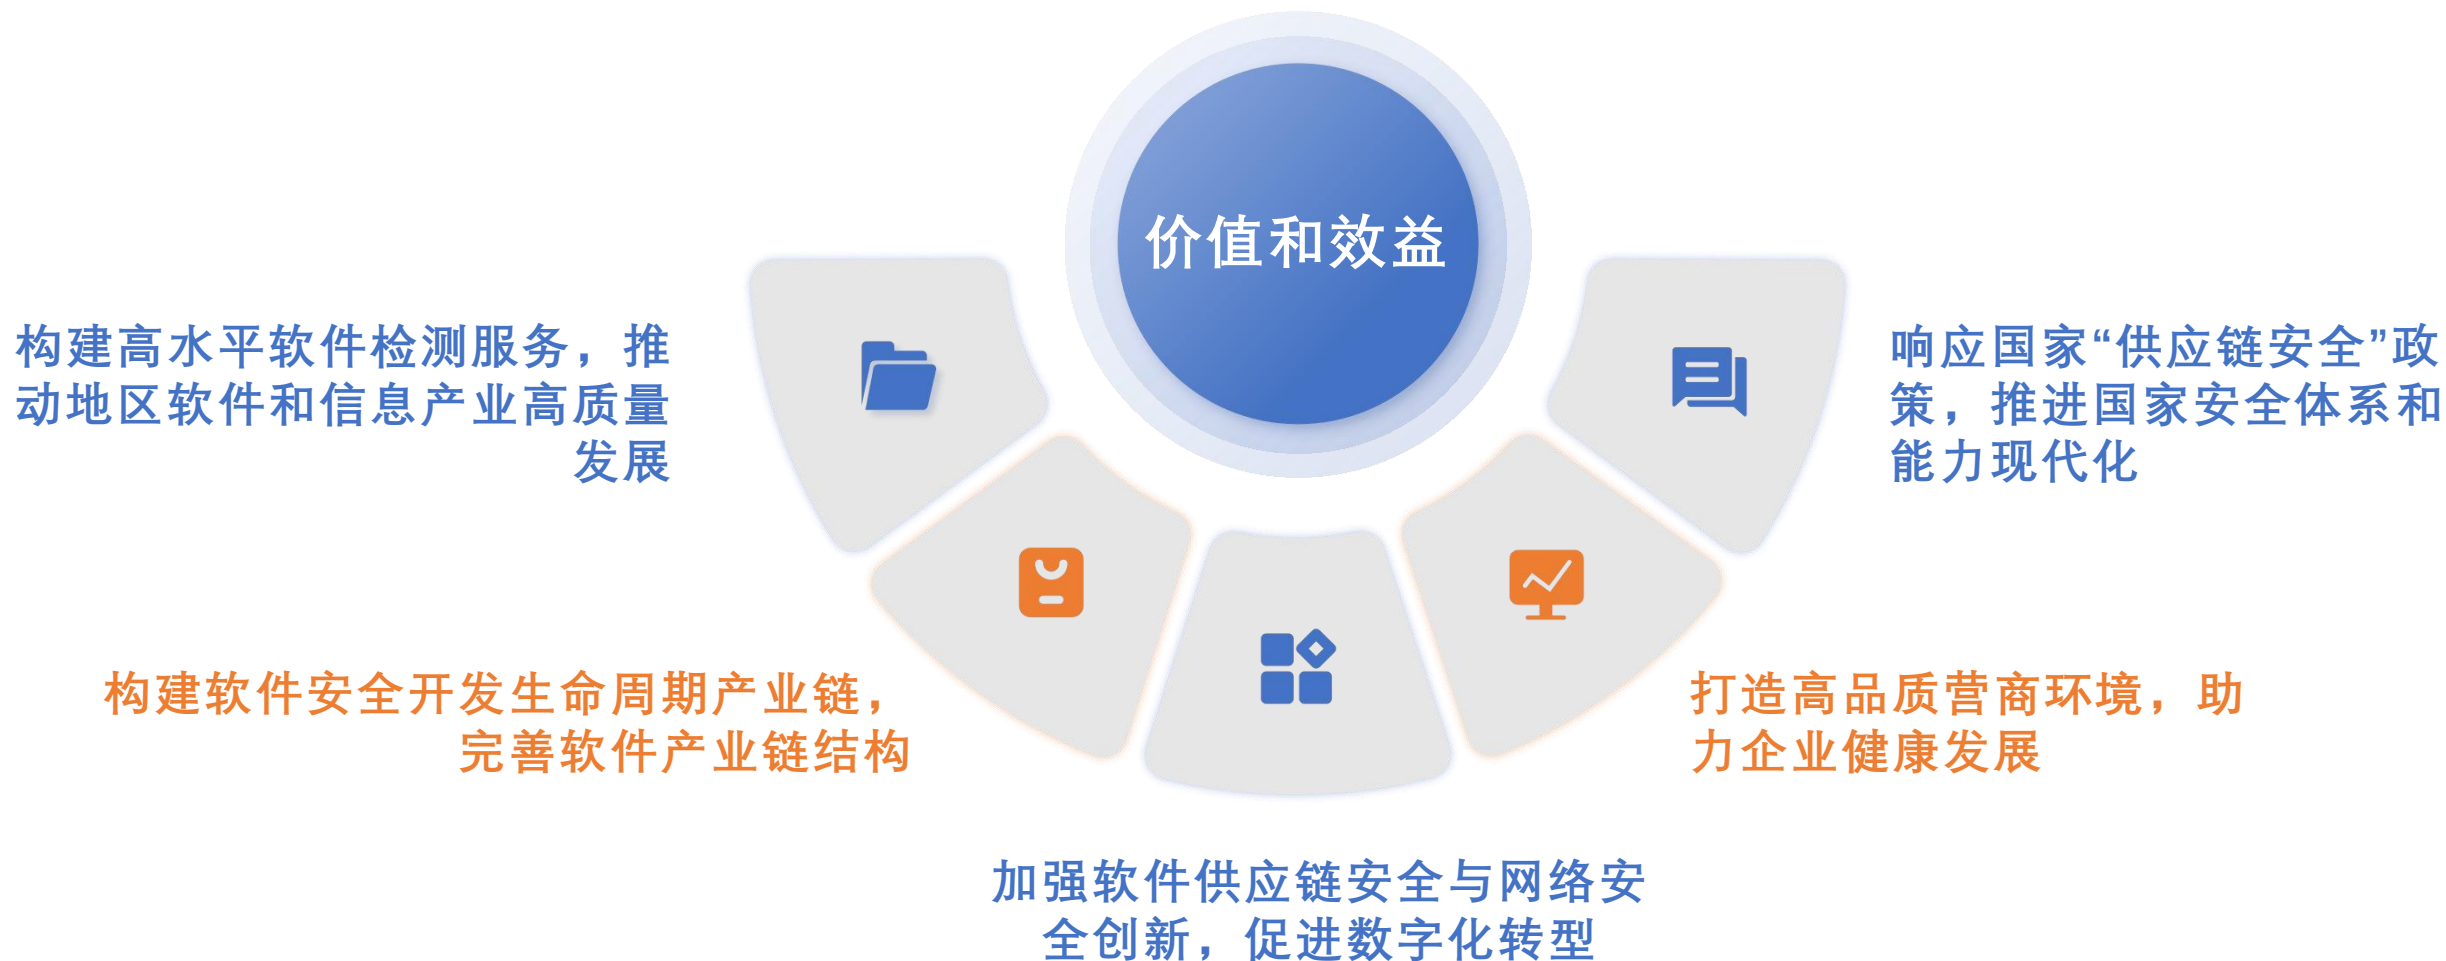 价值和效益
构建高水平软件检测服务，推
动地区软件和信息产业高质量
发展
构建软件安全开发生命周期产业链，
完善软件产业链结构
加强软件供应链安全与网络安
全创新，促进数字化转型
打造高品质营商环境，助
力企业健康发展
响应国家“供应链安全”政
策，推进国家安全体系和
能力现代化